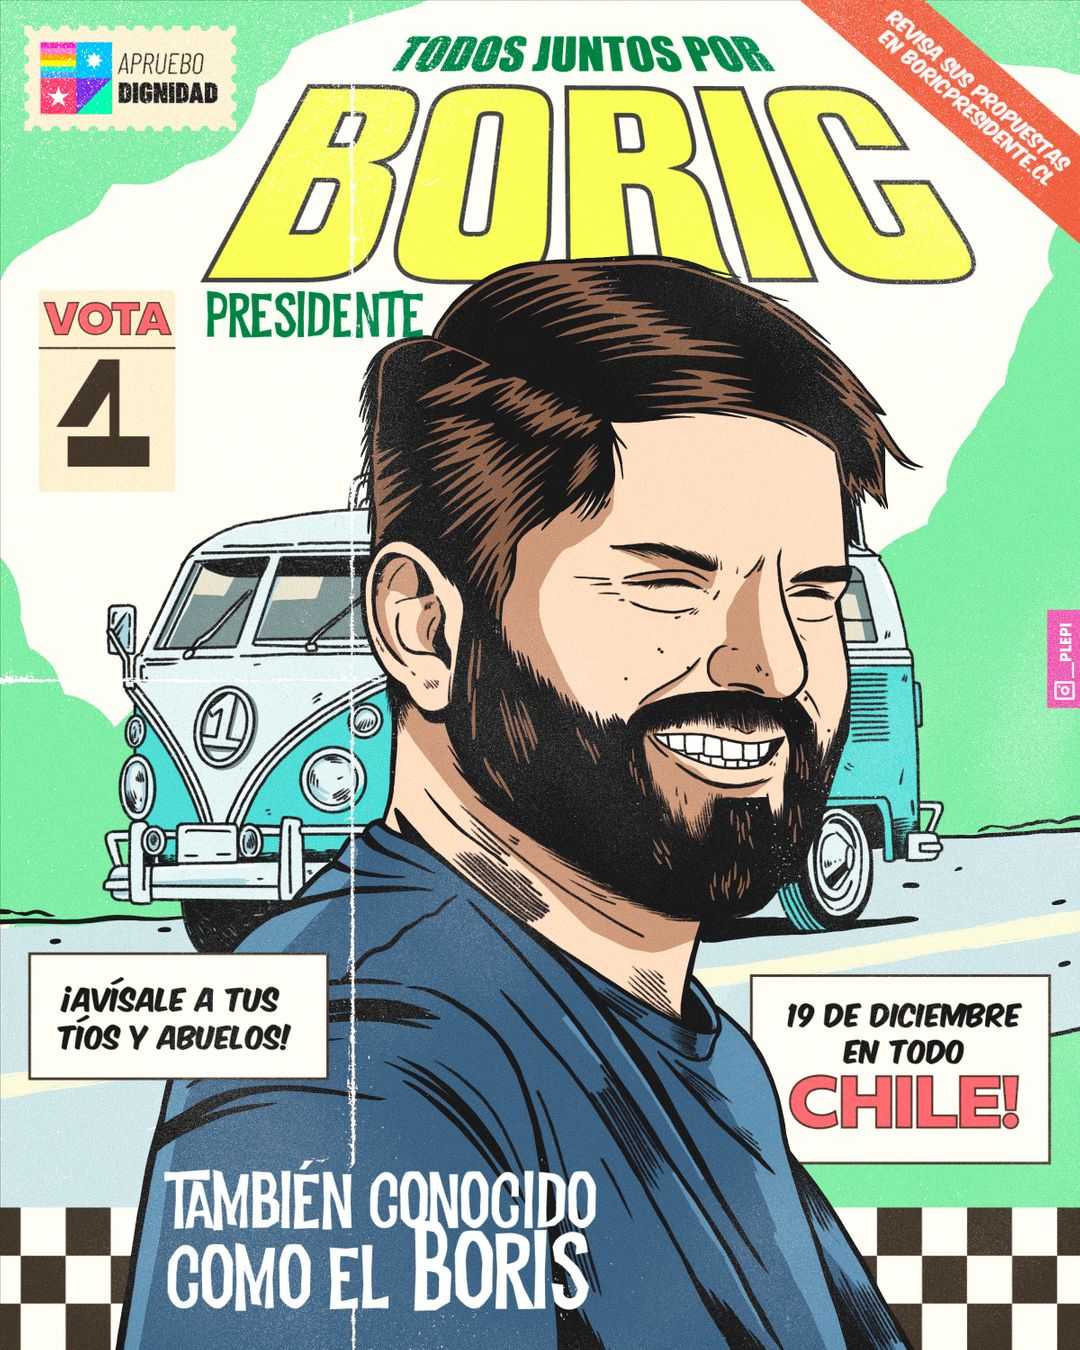 APRUEBO
DIGNIDAD
TODOS JUNTOS POR
BORIC
PRESIDENTE
REVISA SUS PROPUESTAS
EN BORICPRESIDENTE.CL
VOTA
1
1
__PLEPI
¡AVÍSALE A TUS
TÍOS Y ABUELOS!
19 DE DICIEMBRE
EN TODO
CHILE!
TAMBIÉN CONOCIDO
COMO EL BORIS